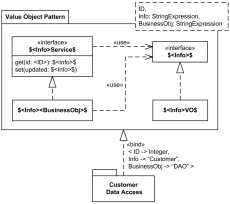 Value Object Pattern
ID,
Info: StringExpression,
BusinessObj: StringExpression
«interface»
$<Info>Service$
get(id: <ID>): $<Info>$
set(updated: $<Info>$)
«use»
«interface»
$<Info>$
«use»
$<Info><BusinessObj>$
$<Info>VO$
«bind»
< ID -> Integer,
Info -> "Customer",
BusinessObj -> "DAO" >
Customer
Data Access